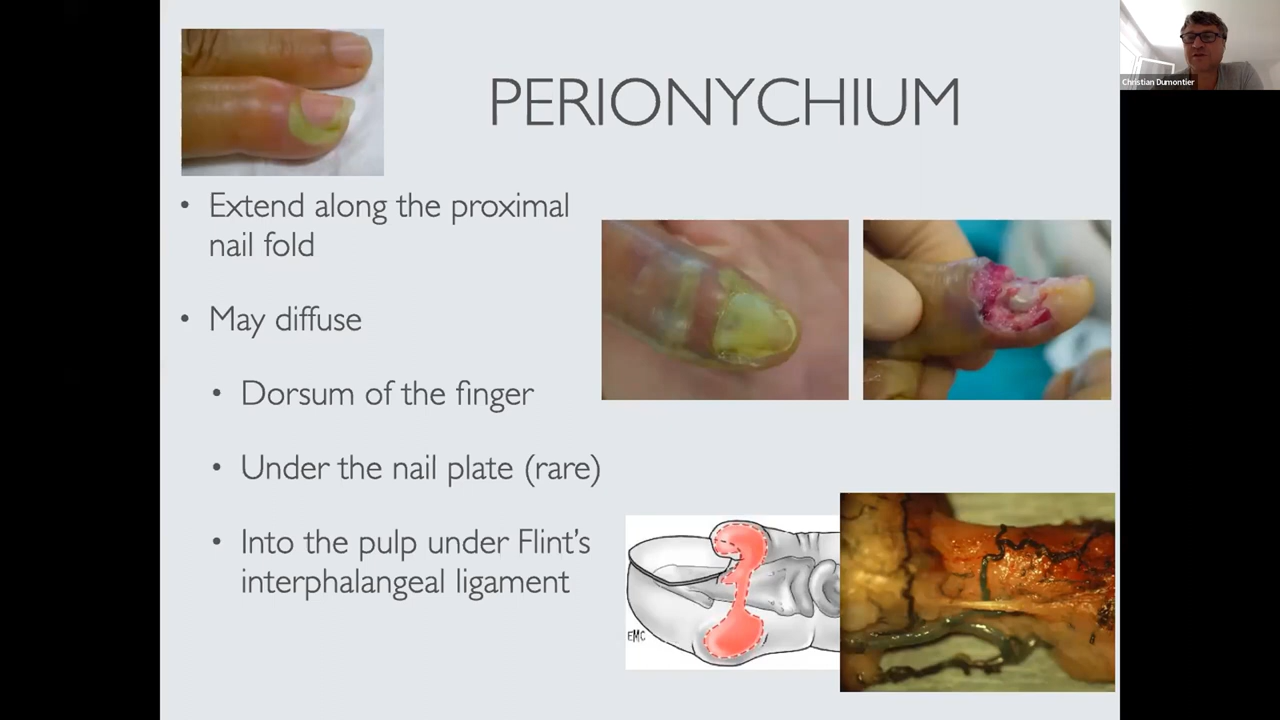 Christian Dumontier
PERIONYCHIUM
• Extend along the proximal
nail fold
• May diffuse
• Dorsum of the finger
• Under the nail plate (rare)
• Into the pulp under Flint's
interphalangeal ligament
EMC